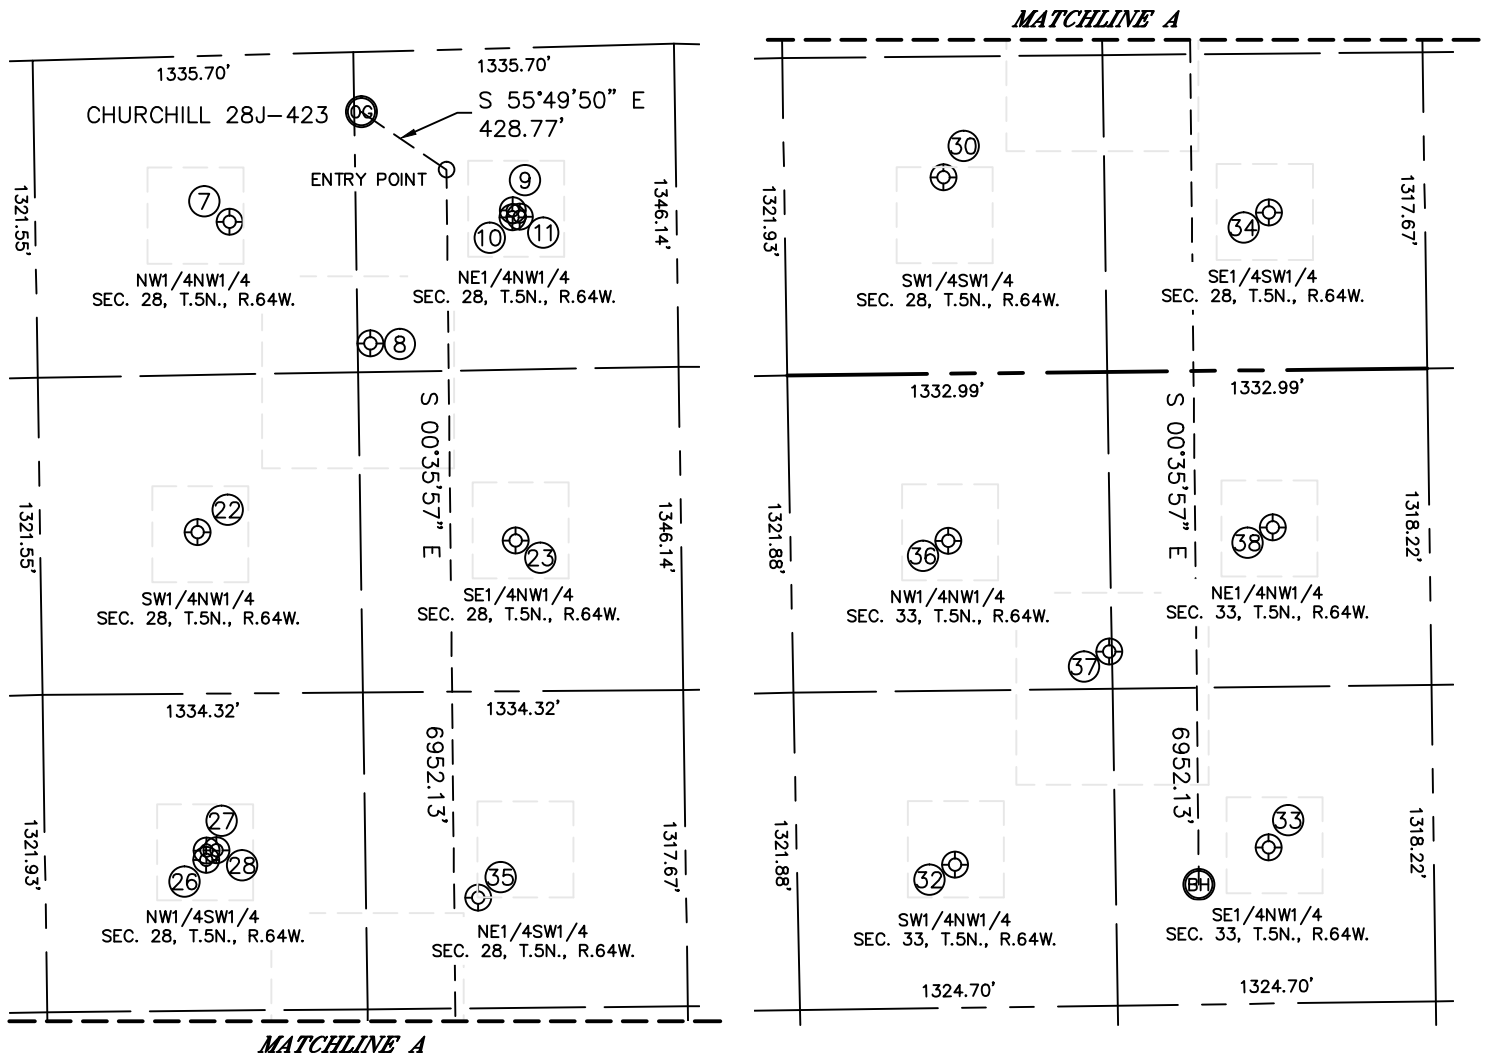 1335.70'
1335.70'
CHURCHILL 28J-423
OG
S 55°49'50" E
428.77'
ENTRY POINT
1321.55'
7
9
10
11
1346.14'
NW1/4NW1/4
SEC. 28, T.5N., R.64W.
NE1/4NW1/4
SEC. 28, T.5N., R.64W.
8
S 00°35'57" E
1321.55'
22
23
1346.14'
SW1/4NW1/4
SEC. 28, T.5N., R.64W.
SE1/4NW1/4
SEC. 28, T.5N., R.64W.
1334.32'
1334.32'
6952.13'
1321.93'
27
26
28
35
1317.67'
NW1/4SW1/4
SEC. 28, T.5N., R.64W.
NE1/4SW1/4
SEC. 28, T.5N., R.64W.
MATCHLINE A
MATCHLINE A
1321.93'
30
34
1317.67'
SW1/4SW1/4
SEC. 28, T.5N., R.64W.
SE1/4SW1/4
SEC. 28, T.5N., R.64W.
1332.99'
1332.99'
S 00°35'57" E
1321.88'
36
38
1318.22'
NW1/4NW1/4
SEC. 33, T.5N., R.64W.
NE1/4NW1/4
SEC. 33, T.5N., R.64W.
37
6952.13'
1321.88'
32
33
BH
1318.22'
SW1/4NW1/4
SEC. 33, T.5N., R.64W.
SE1/4NW1/4
SEC. 33, T.5N., R.64W.
1324.70'
1324.70'